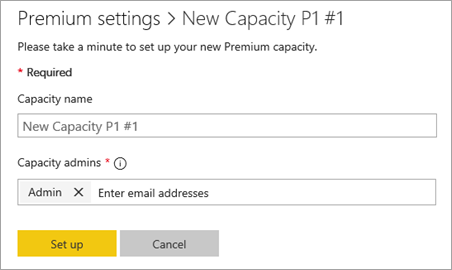 Premium settings > New Capacity P1 #1
Please take a minute to set up your new Premium capacity.
* Required
Capacity name
New Capacity P1 #1
Capacity admins * i
Admin X Enter email addresses
Set up Cancel